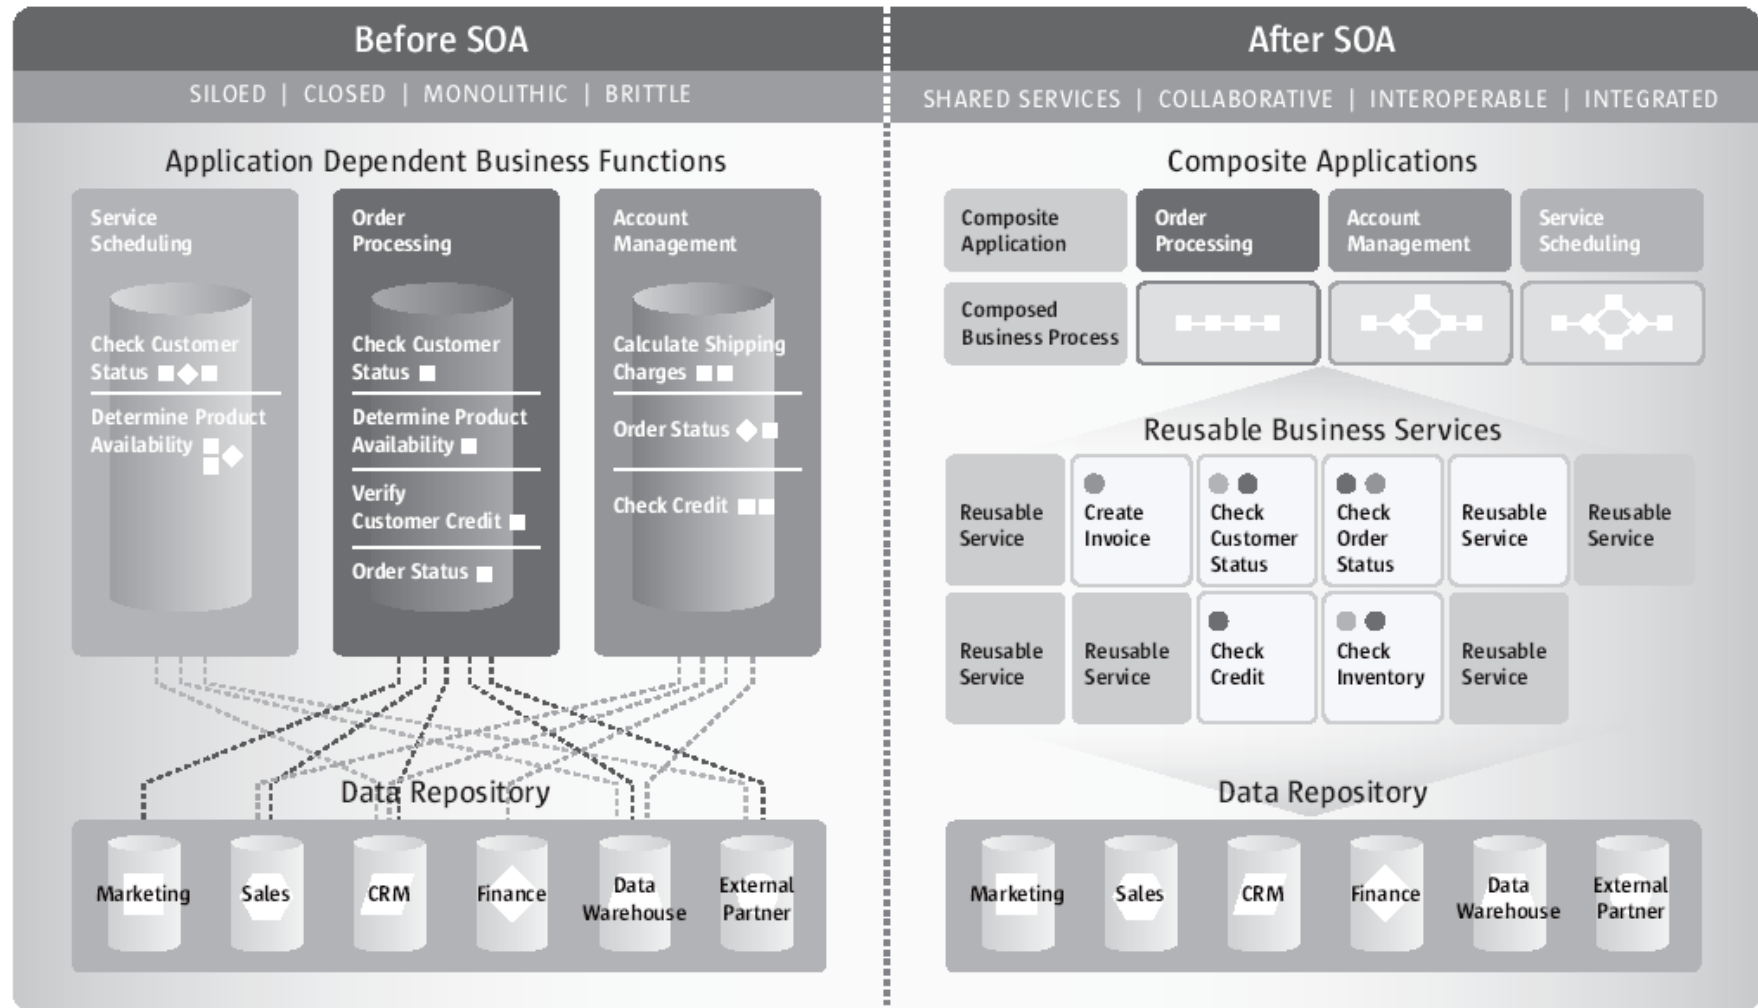 Before SOA
SILOED | CLOSED | MONOLITHIC | BRITTLE
Application Dependent Business Functions
Service
Scheduling
Check Customer
Status
Determine Product
Availability
Order
Processing
Check Customer
Status
Determine Product
Availability
Verify
Customer Credit
Order Status
Account
Management
Calculate Shipping
Charges
Order Status
Check Credit
Data Repository
Marketing
Sales
CRM
Finance
Data
Warehouse
External
Partner
After SOA
SHARED SERVICES | COLLABORATIVE | INTEROPERABLE | INTEGRATED
Composite Applications
Composite
Application
Order
Processing
Account
Management
Service
Scheduling
Composed
Business Process
Reusable Business Services
Reusable
Service
Create
Invoice
Check
Customer
Status
Check
Order
Status
Reusable
Service
Reusable
Service
Reusable
Service
Reusable
Service
Check
Credit
Check
Inventory
Reusable
Service
Data Repository
Marketing
Sales
CRM
Finance
Data
Warehouse
External
Partner